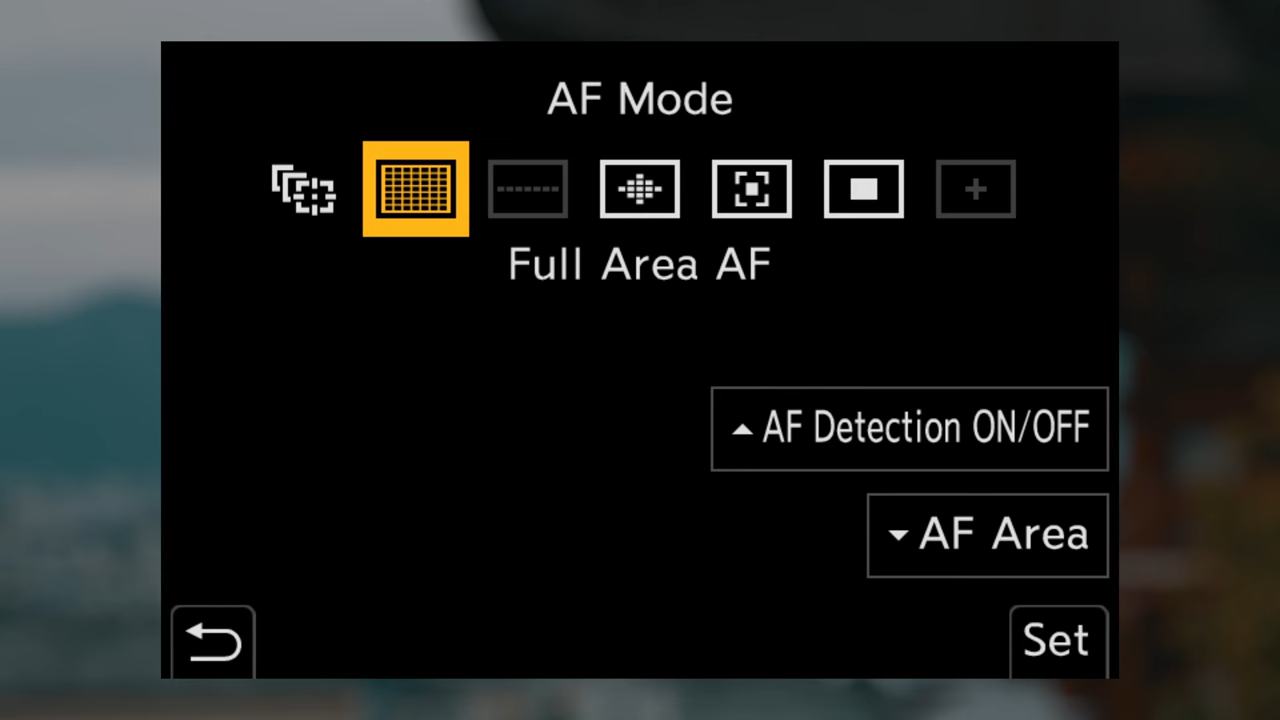 AF Mode
Full Area AF
AF Detection ON/OFF
AF Area
Set